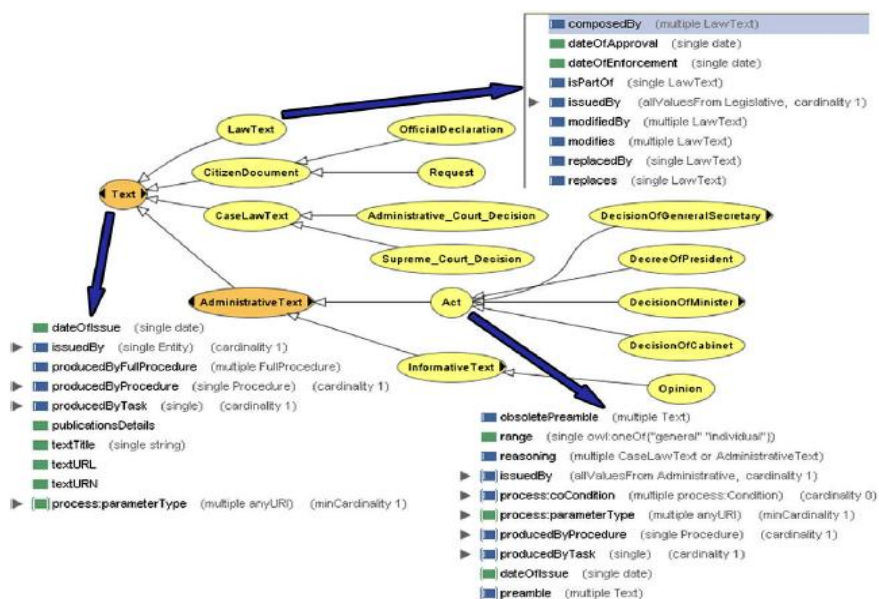 composedBy (multiple LawText)
dateOfApproval (single date)
dateOfEnforcement (single date)
isPartOf (single LawText)
issuedBy (allValuesFrom Legislative, cardinality 1)
modifiedBy (multiple LawText)
modifies (multiple LawText)
replacedBy (single LawText)
replaces (single LawText)
LawText
OfficialDeclaration
CitizenDocument
Request
Text
CaseLawText
Administrative_Court_Decision
DecisionOfGenreralSecretary
Supreme_Court_Decision
DecreeOfPresident
AdministrativeText
Act
DecisionOfMinister
DecisionOfCabinet
InformativeText
Opinion
dateOfIssue (single date)
issuedBy (single Entity) (cardinality 1)
producedByFullProcedure (multiple FullProcedure)
producedByProcedure (single Procedure) (cardinality 1)
producedByTask (single) (cardinality 1)
publicationsDetails
textTitle (single string)
textURL
textURN
process:parameterType (multiple anyURI) (minCardinality 1)
obsoletePreamble (multiple Text)
range (single owl:oneOf{"general" "individual"})
reasoning (multiple CaseLawText or AdministrativeText)
issuedBy (allValuesFrom Administrative, cardinality 1)
process:coCondition (multiple process:Condition) (cardinality 0)
process:parameterType (multiple anyURI) (minCardinality 1)
producedByProcedure (single Procedure) (cardinality 1)
producedByTask (single) (cardinality 1)
dateOfIssue (single date)
preamble (multiple Text)